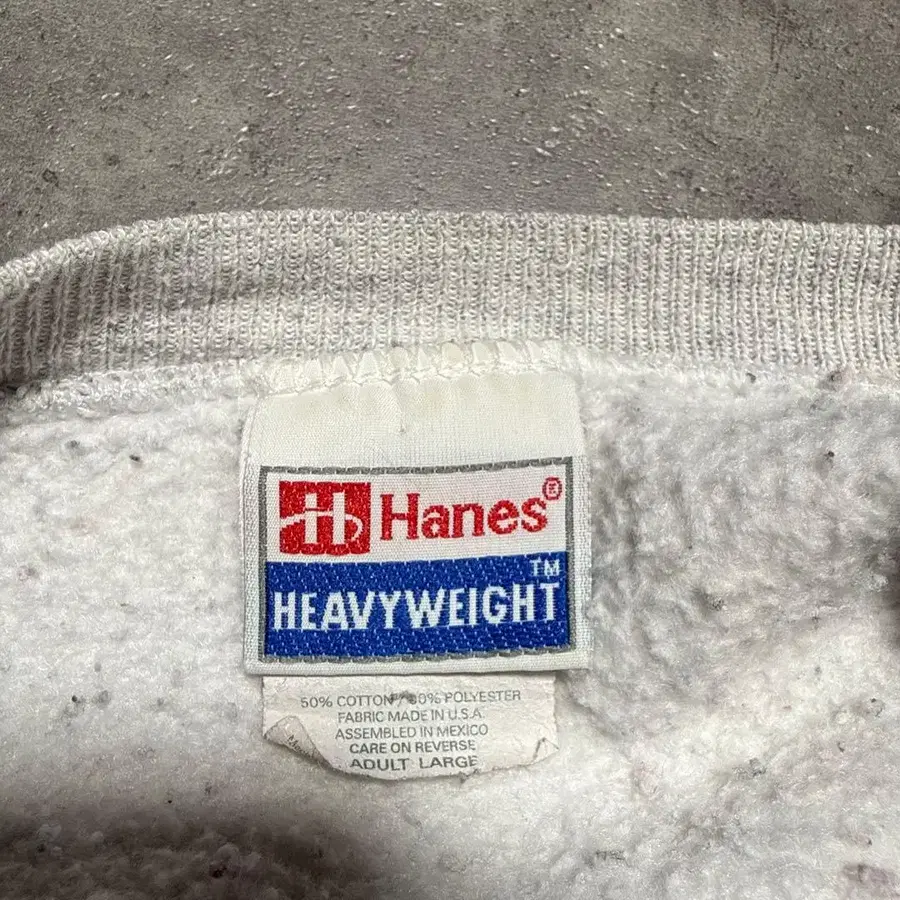 Hanes®
HEAVYWEIGHT™
50% COTTON/50% POLYESTER
FABRIC MADE IN U.S.A.
ASSEMBLED IN MEXICO
CARE ON REVERSE
ADULT LARGE